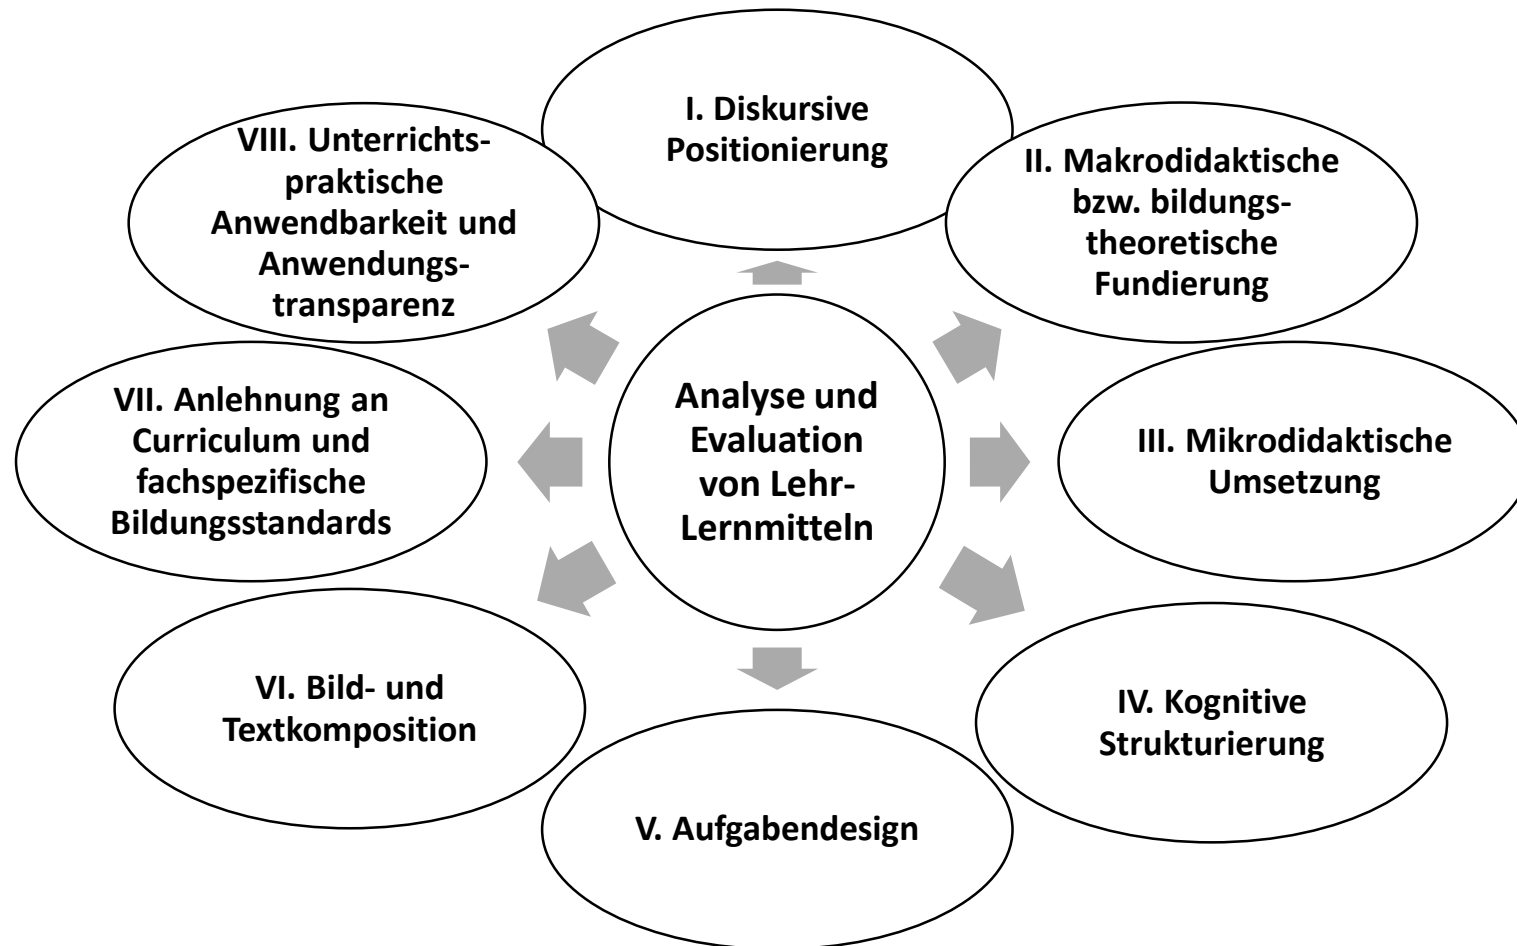 I. Diskursive
Positionierung
II. Makrodidaktische
bzw. bildungs-
theoretische
Fundierung
III. Mikrodidaktische
Umsetzung
IV. Kognitive
Strukturierung
V. Aufgabendesign
VI. Bild- und
Textkomposition
VII. Anlehnung an
Curriculum und
fachspezifische
Bildungsstandards
VIII. Unterrichts-
praktische
Anwendbarkeit und
Anwendungs-
transparenz
Analyse und
Evaluation
von Lehr-
Lernmitteln